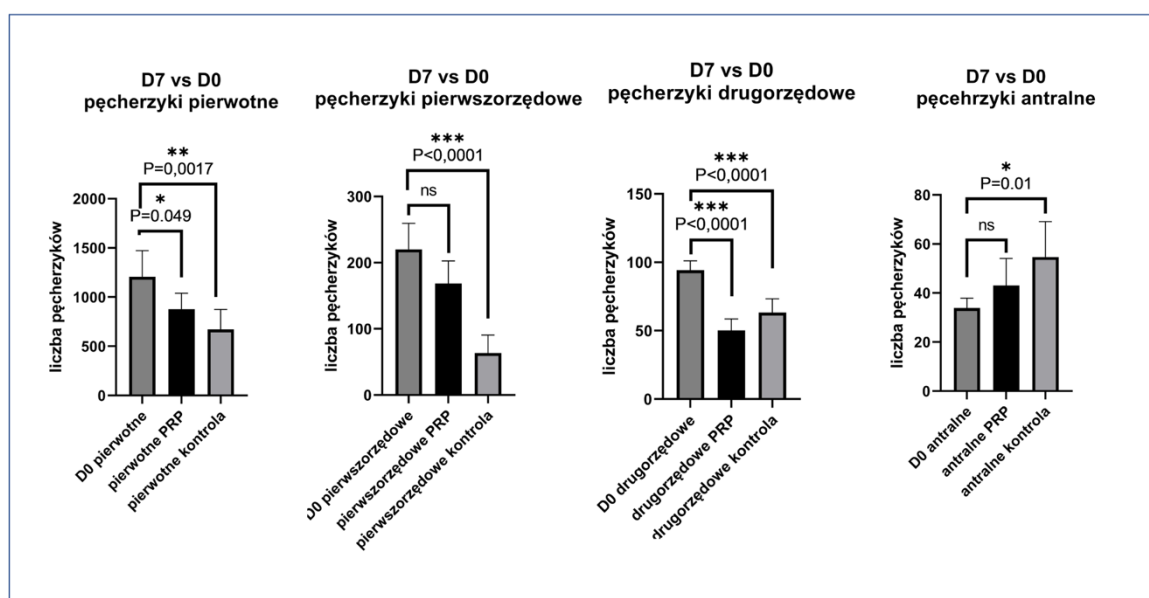 D7 vs D0
pęcherzyki pierwotne
**
P=0,0017
*
P=0.049
liczba pęcherzyków
2000
1500
1000
500
0
D0 pierwotne
pierwotne PRP
pierwotne kontrola
D7 vs D0
pęcherzyki pierwszorzędowe
***
P<0,0001
ns
liczba pęcherzyków
300
200
100
0
D0 pierwszorzędowe
pierwszorzędowe PRP
pierwszorzędowe kontrola
D7 vs D0
pęcherzyki drugorzędowe
***
P<0,0001
***
P<0,0001
liczba pęcherzyków
150
100
50
0
D0 drugorzędowe
drugorzędowe PRP
drugorzędowe kontrola
D7 vs D0
pęcehrzyki antralne
*
P=0.01
ns
liczba pęcherzyków
80
60
40
20
0
D0 antralne
antralne PRP
antralne kontrola